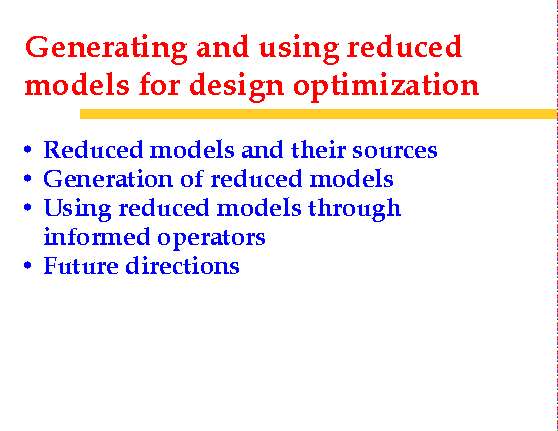 Generating and using reduced
models for design optimization
• Reduced models and their sources
• Generation of reduced models
• Using reduced models through
informed operators
• Future directions